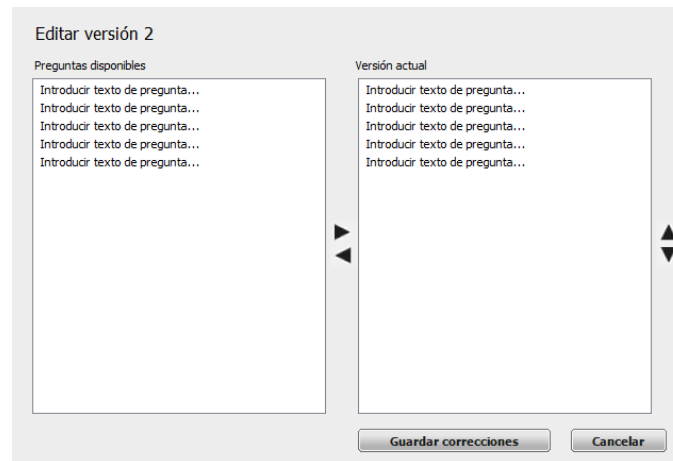 Editar versión 2
Preguntas disponibles
Introducir texto de pregunta...
Introducir texto de pregunta...
Introducir texto de pregunta...
Introducir texto de pregunta...
Introducir texto de pregunta...
Versión actual
Introducir texto de pregunta...
Introducir texto de pregunta...
Introducir texto de pregunta...
Introducir texto de pregunta...
Introducir texto de pregunta...
Guardar correcciones
Cancelar